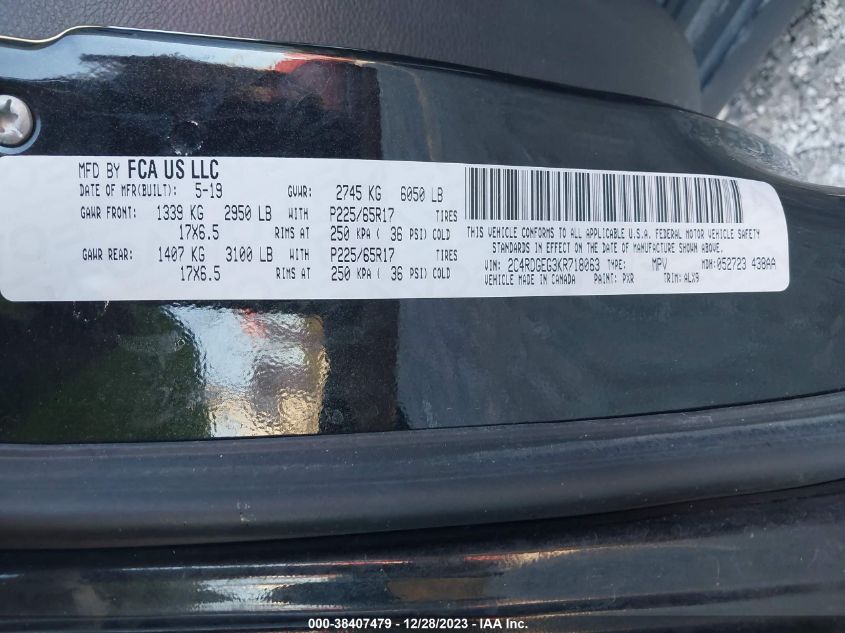 MFD BY FCA US LLC
DATE OF MFR(BUILT): 5-19 GVWR: 2745 KG 6050 LB
GAWR FRONT: 1339 KG 2950 LB WITH P225/65R17 TIRES
17X6.5 RIMS AT 250 KPA ( 36 PSI) COLD
GAWR REAR: 1407 KG 3100 LB WITH P225/65R17 TIRES
17X6.5 RIMS AT 250 KPA ( 36 PSI) COLD
THIS VEHICLE CONFORMS TO ALL APPLICABLE U.S.A. FEDERAL MOTOR VEHICLE SAFETY
STANDARDS IN EFFECT ON THE DATE OF MANUFACTURE SHOWN ABOVE.
VIN: 2C4RDGEG3KR718063 TYPE: MPV MDH: 052723 438AA
VEHICLE MADE IN CANADA PAINT: PXR TRIM: ALX9
000-38407479 - 12/28/2023 - IAA Inc.